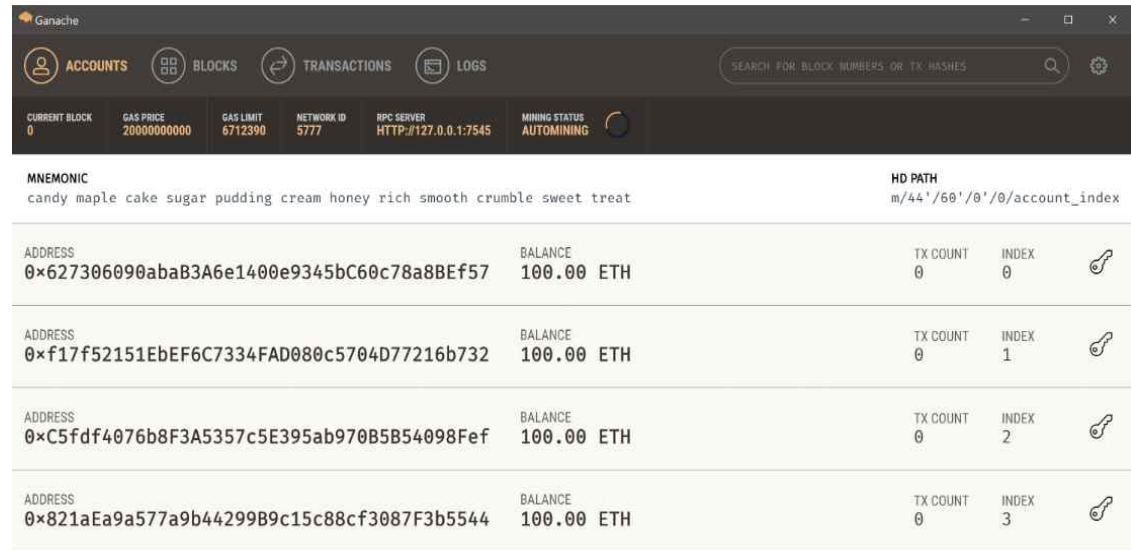 Ganache
ACCOUNTS BLOCKS TRANSACTIONS LOGS SEARCH FOR BLOCK NUMBERS OR TX HASHES
CURRENT BLOCK GAS PRICE GAS LIMIT NETWORK ID RPC SERVER MINING STATUS
0 20000000000 6712390 5777 HTTP://127.0.0.1:7545 AUTOMINING
MNEMONIC HD PATH
candy maple cake sugar pudding cream honey rich smooth crumble sweet treat m/44'/60'/0'/0/account_index
ADDRESS BALANCE TX COUNT INDEX
0×627306090abaB3A6e1400e9345bC60c78a8BEf57 100.00 ETH 0 0
ADDRESS BALANCE TX COUNT INDEX
0×f17f52151EbEF6C7334FAD080c5704D77216b732 100.00 ETH 0 1
ADDRESS BALANCE TX COUNT INDEX
0×C5fdf4076b8F3A5357c5E395ab970B5B54098Fef 100.00 ETH 0 2
ADDRESS BALANCE TX COUNT INDEX
0×821aEa9a577a9b44299B9c15c88cf3087F3b5544 100.00 ETH 0 3